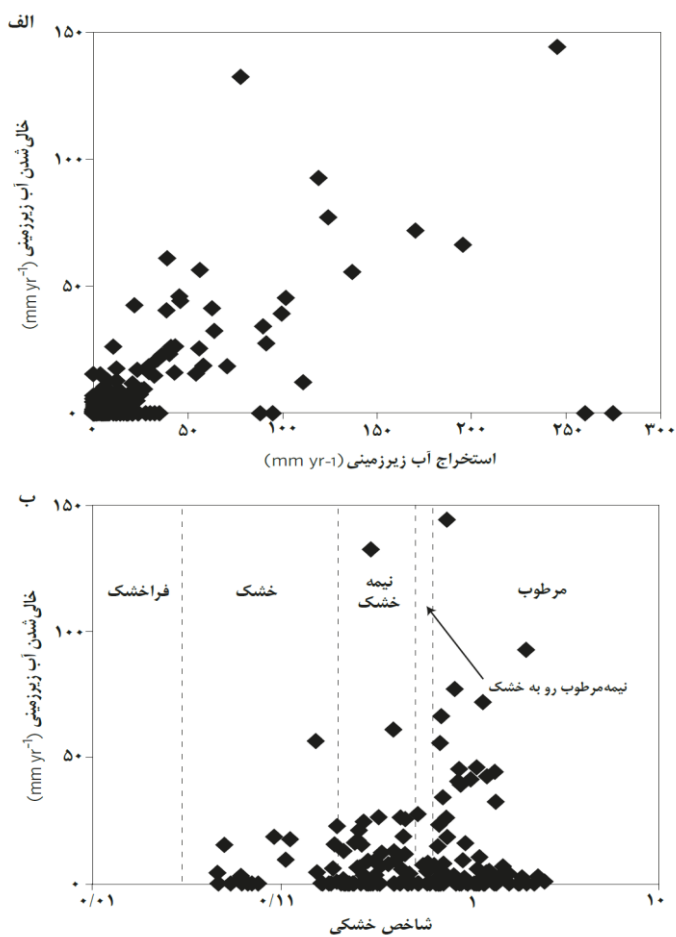 الف
۱۵۰
۱۰۰
۵۰
۰
خالی‌شدن آب زیرزمینی (mm yr⁻¹)
۰ ۵۰ ۱۰۰ ۱۵۰ ۲۰۰ ۲۵۰ ۳۰۰
استخراج آب زیرزمینی (mm yr-1)
۱۵۰
۱۰۰
۵۰
۰
خالی‌شدن آب زیرزمینی (mm yr⁻¹)
فراخشک
خشک
نیمه
خشک
مرطوب
نیمه‌مرطوب رو به خشک
۰/۰۱ ۰/۱۱ ۱ ۱۰
شاخص خشکی